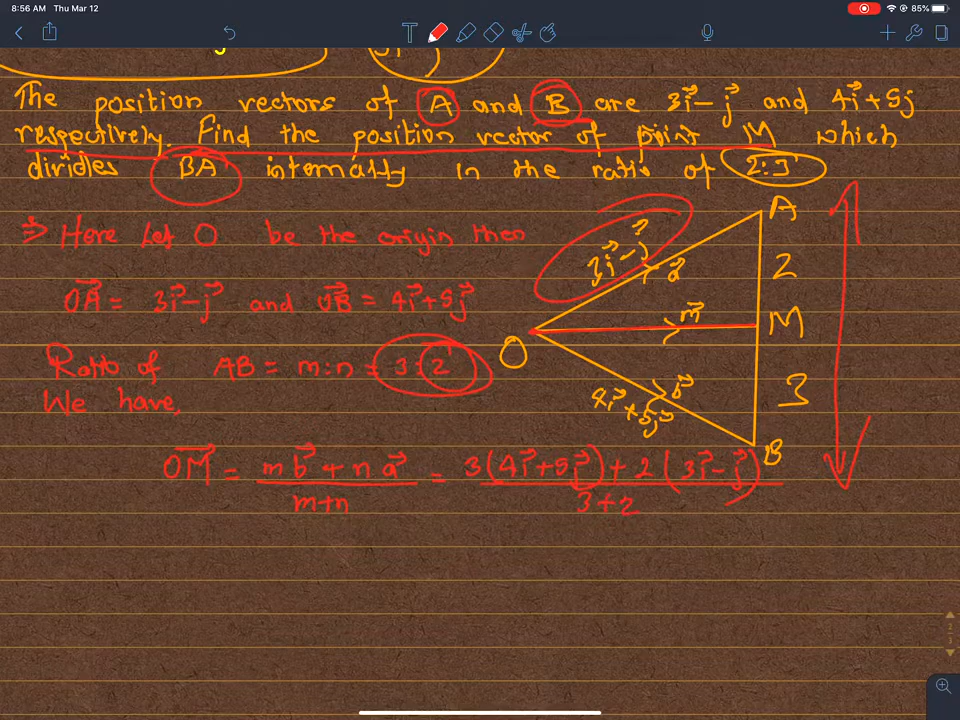 8:56 AM Thu Mar 12
85%
The position vectors of A and B are 3i⃗ - j⃗ and 4i⃗ + 5j⃗
respectively. Find the position vector of point M which
divides BA internally in the ratio of 2:3
⇒ Here Let O be the origin then
OA⃗ = 3i⃗ - j⃗ and OB⃗ = 4i⃗ + 5j⃗
Ratio of AB = m:n = 3:2
We have,
OM⃗ = (m b⃗ + n a⃗)/(m+n) = (3(4i⃗ + 5j⃗) + 2(3i⃗ - j⃗))/(3+2)
A
3i⃗ - j⃗
a⃗
2
m⃗
M
O
b⃗
4i⃗ + 5j⃗
3
B